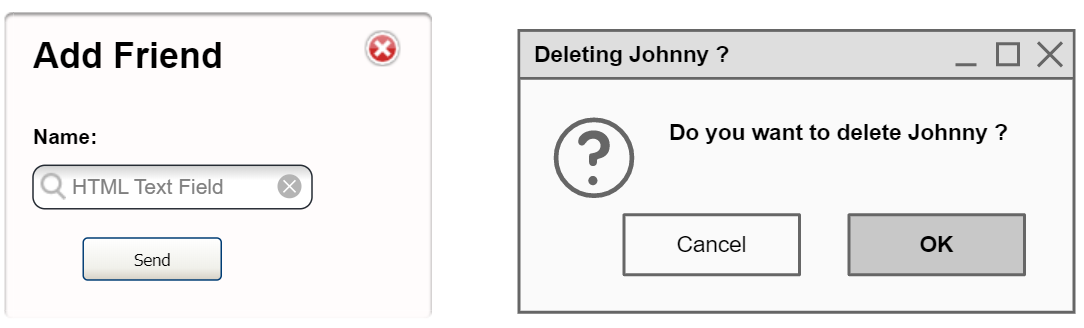 Add Friend
Name:
HTML Text Field
Send
Deleting Johnny ?
Do you want to delete Johnny ?
Cancel
OK